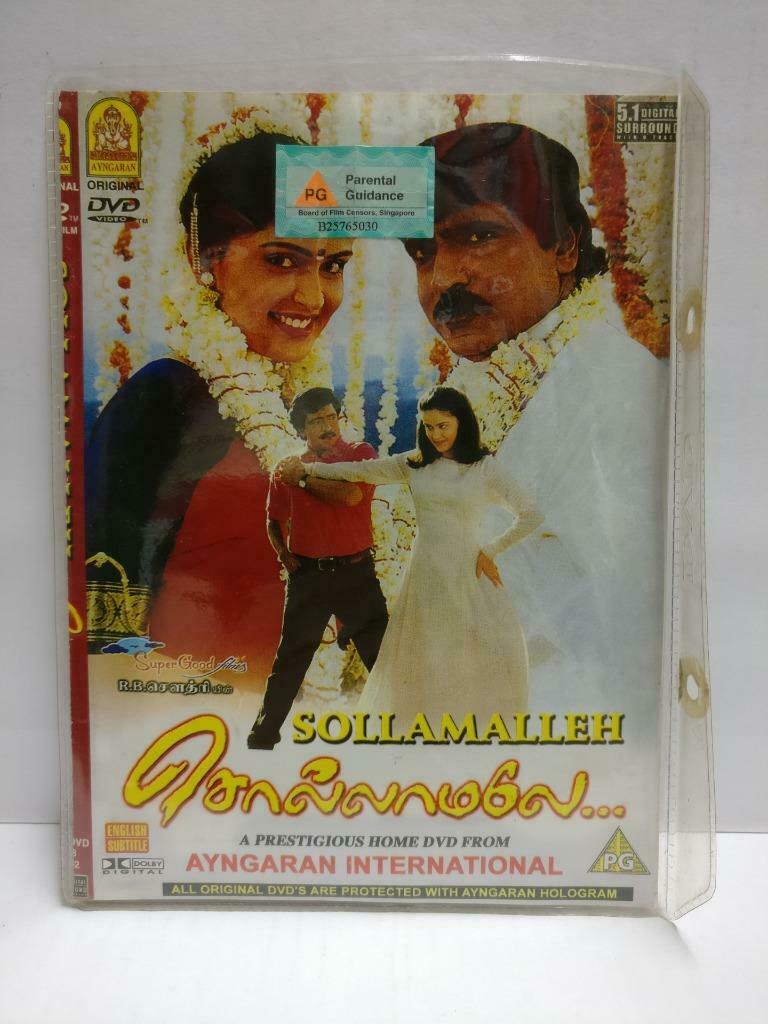 AYNGARAN
ORIGINAL
DVD
VIDEO TM
5.1 DIGITAL
SURROUND
PG
Parental
Guidance
Board of Film Censors, Singapore
B25765030
Super Good films
R.B.சௌத்ரியின்
SOLLAMALLEH
சொல்லாமலே...
ENGLISH
SUBTITLE
A PRESTIGIOUS HOME DVD FROM
AYNGARAN INTERNATIONAL
DOLBY
DIGITAL
PG
ALL ORIGINAL DVD'S ARE PROTECTED WITH AYNGARAN HOLOGRAM